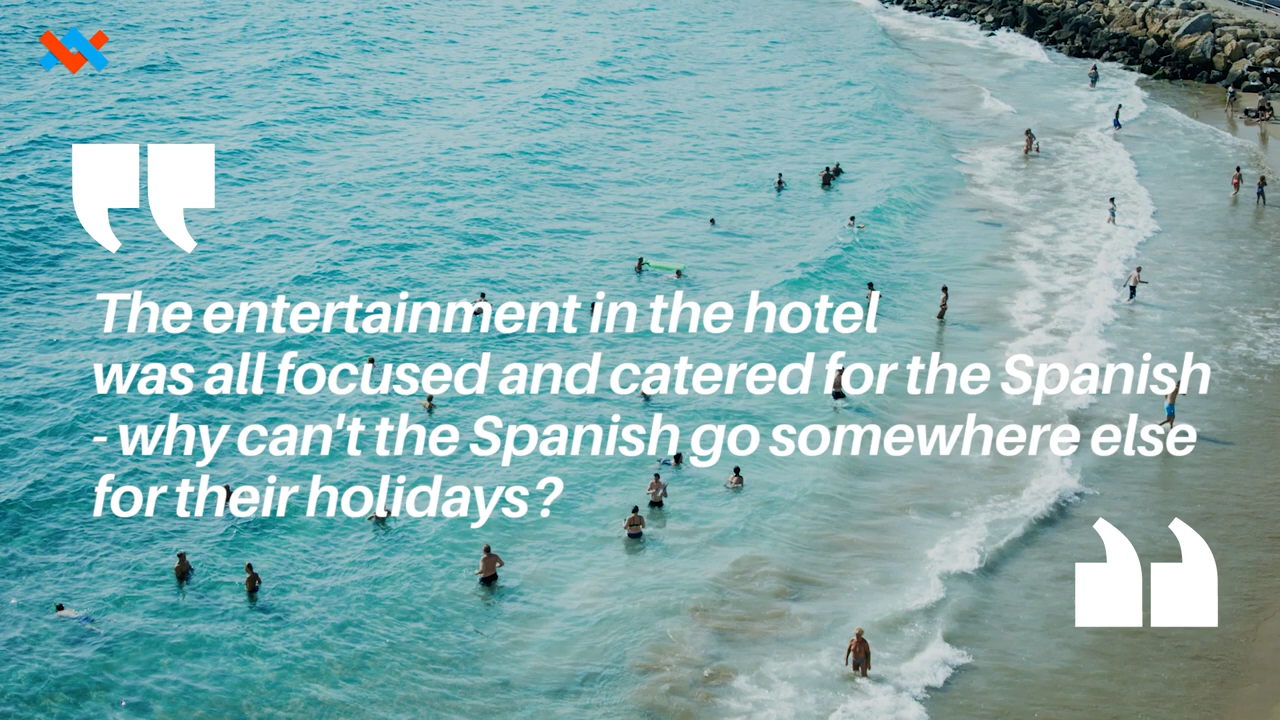 The entertainment in the hotel
was all focused and catered for the Spanish
- why can't the Spanish go somewhere else
for their holidays?